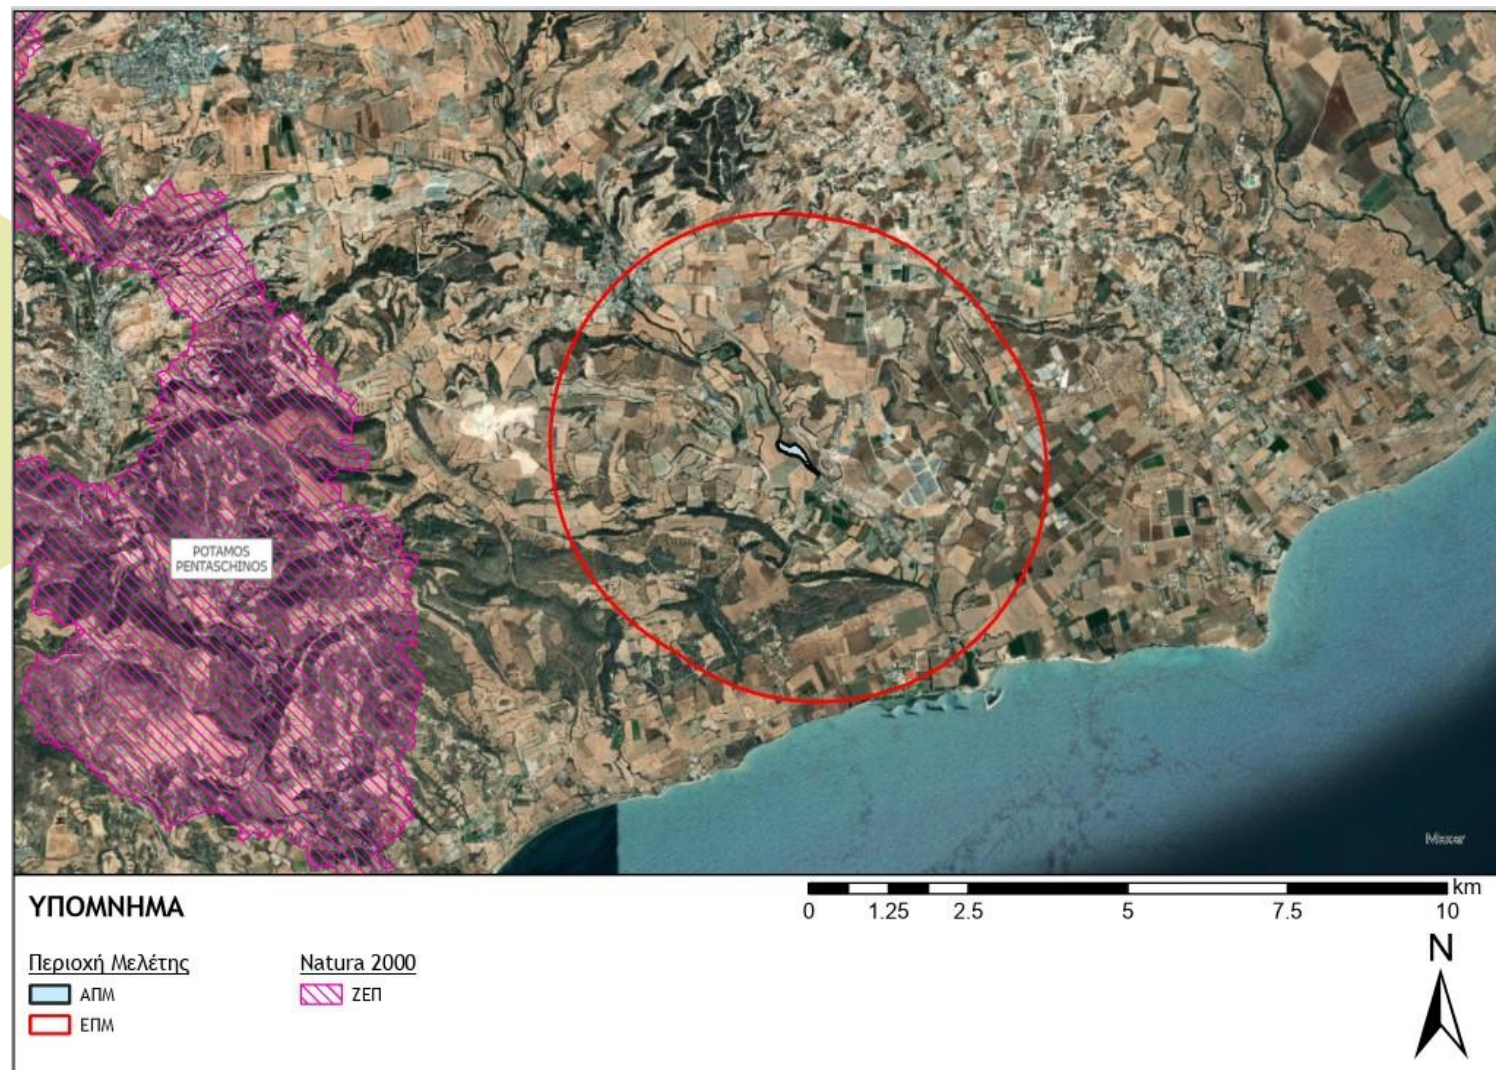 POTAMOS
PENTASCHINOS
Maxar
ΥΠΟΜΝΗΜΑ
km
0 1.25 2.5 5 7.5 10
N
Περιοχή Μελέτης
ΑΠΜ
ΕΠΜ
Natura 2000
ΖΕΠ